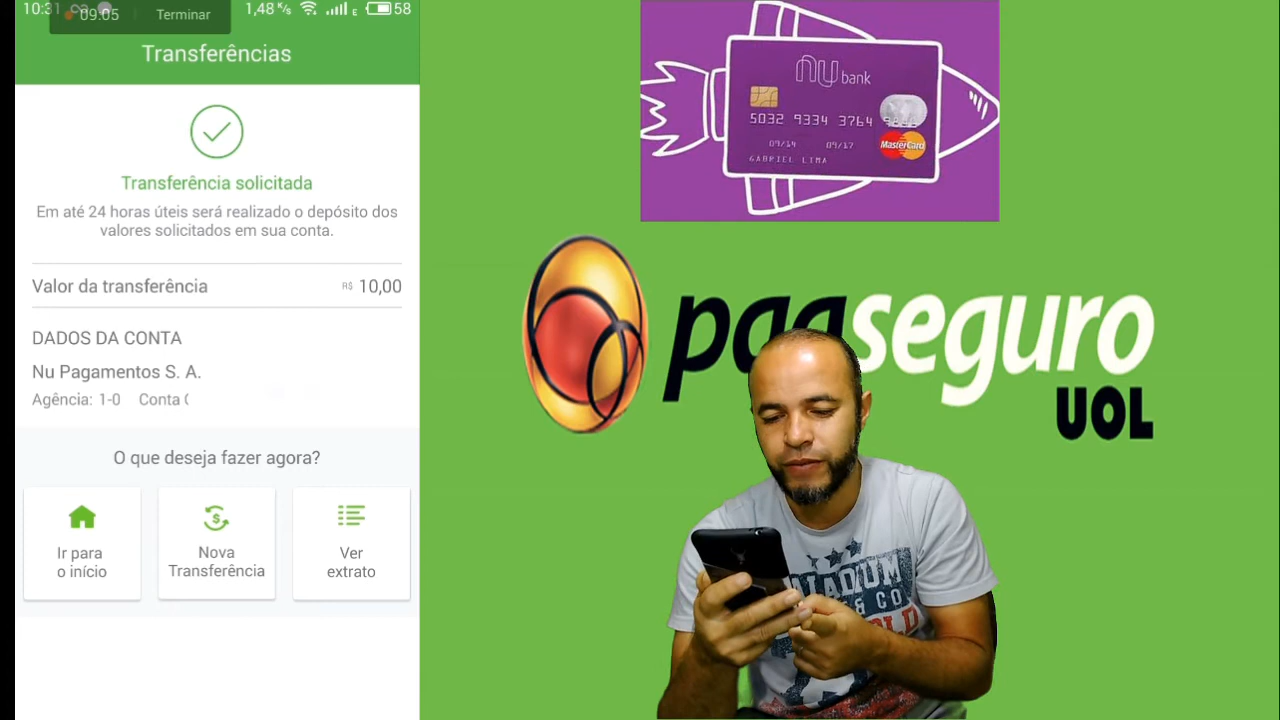 10:31
1,48 K/s
E
58
09:05
Terminar
Transferências
Transferência solicitada
Em até 24 horas úteis será realizado o depósito dos
valores solicitados em sua conta.
Valor da transferência R$ 10,00
DADOS DA CONTA
Nu Pagamentos S. A.
Agência: 1-0 Conta
O que deseja fazer agora?
Ir para
o início
Nova
Transferência
Ver
extrato
nu bank
5032 9334 3764
09/14 09/17
GABRIEL LIMA
MasterCard
pagseguro
UOL
& CO